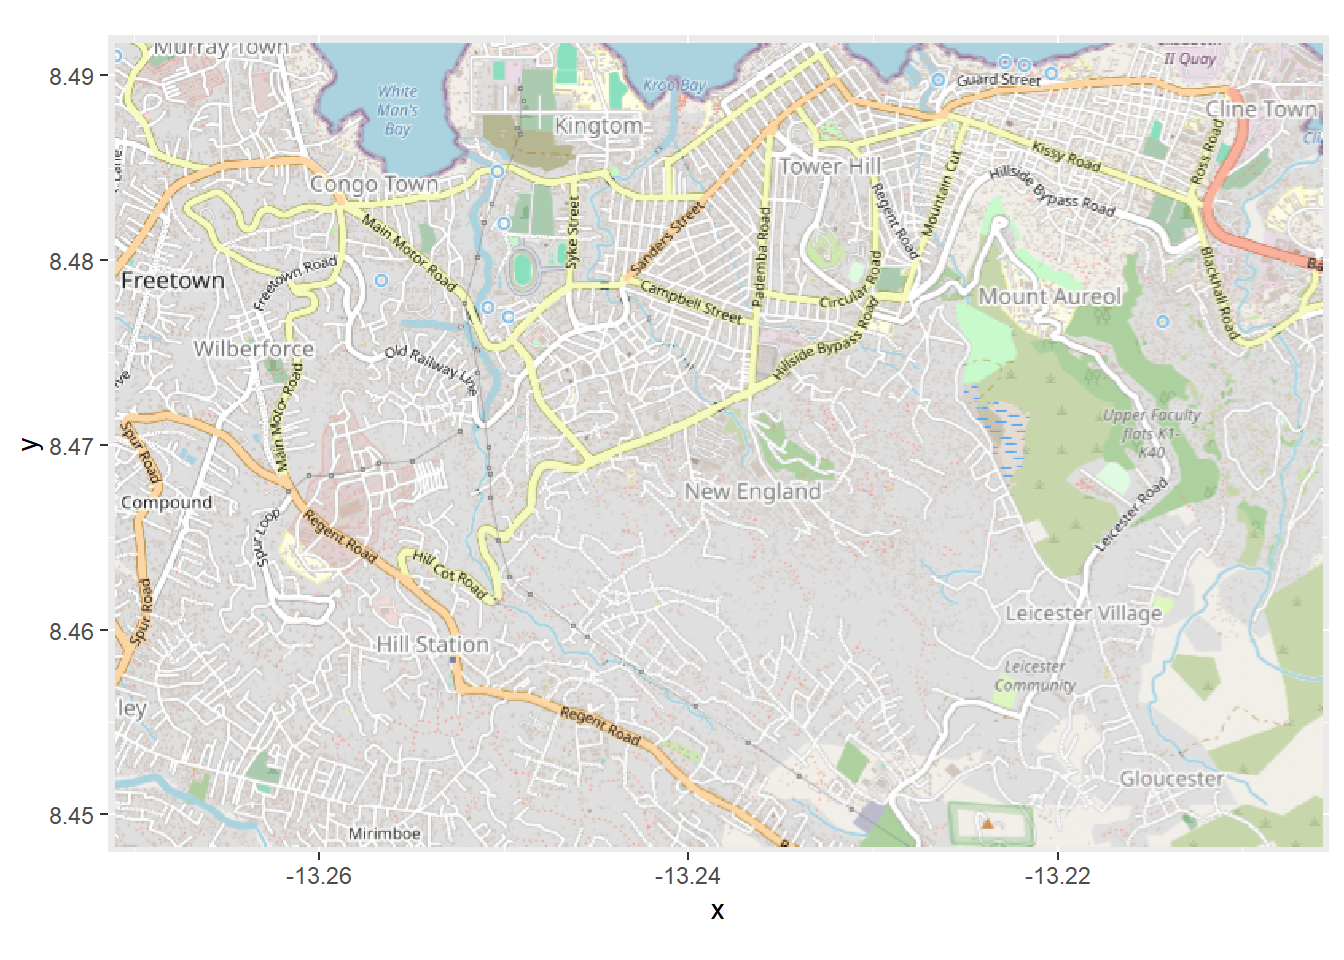 8.49
8.48
8.47
8.46
8.45
y
-13.26
-13.24
-13.22
x
Murray Town
White
Man's
Bay
Kroo Bay
Guard Street
II Quay
Cline Town
Kingtom
Congo Town
Tower Hill
Kissy Road
Ross Road
Hillside Bypass Road
Mountain Cut
Regent Road
Syke Street
Sanders Street
Pademba Road
Main Motor Road
Freetown Road
Freetown
Campbell Street
Circular Road
Hillside Bypass Road
Blackhall Road
Mount Aureol
Wilberforce
Old Railway Line
Main Motor Road
Upper Faculty
flats K1-
K40
Spur Road
New England
Compound
Spur Loop
Regent Road
Hill Cot Road
Leicester Road
Spur Road
Leicester Village
Hill Station
Leicester
Community
ley
Regent Road
Gloucester
Mirimboe